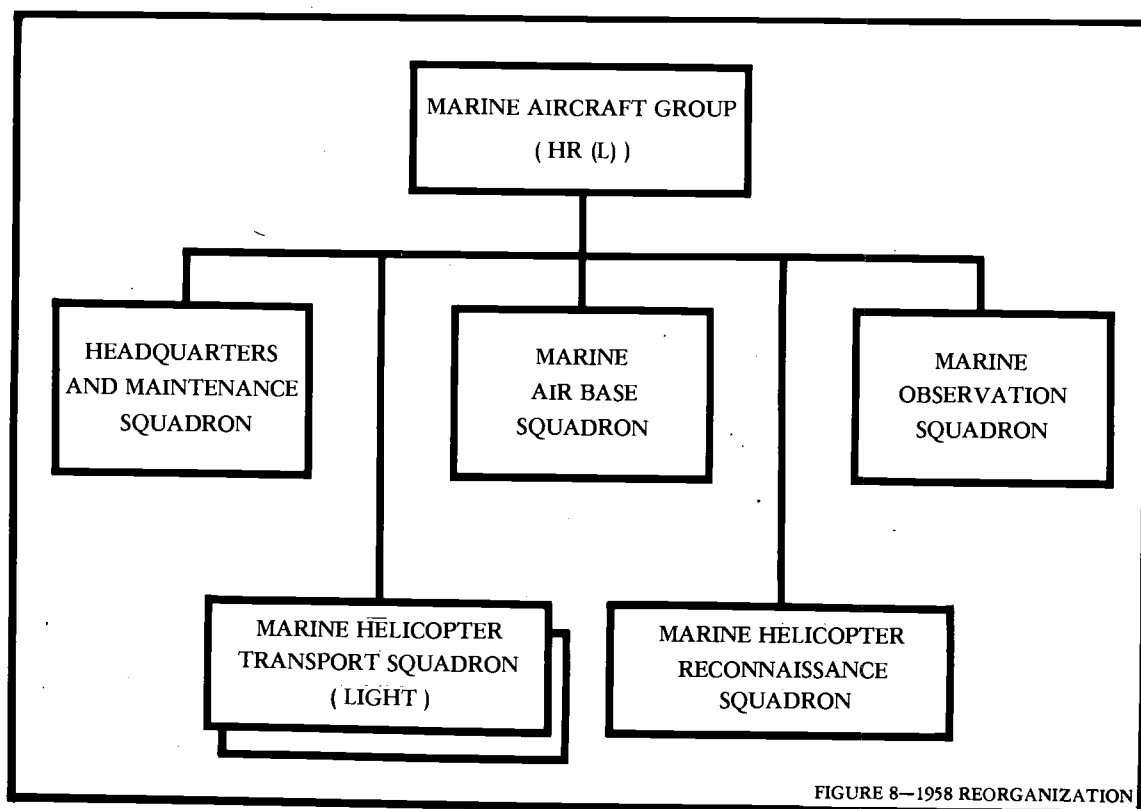 MARINE AIRCRAFT GROUP
( HR (L) )
HEADQUARTERS
AND MAINTENANCE
SQUADRON
MARINE
AIR BASE
SQUADRON
MARINE
OBSERVATION
SQUADRON
MARINE HELICOPTER
TRANSPORT SQUADRON
( LIGHT )
MARINE HELICOPTER
RECONNAISSANCE
SQUADRON
FIGURE 8—1958 REORGANIZATION